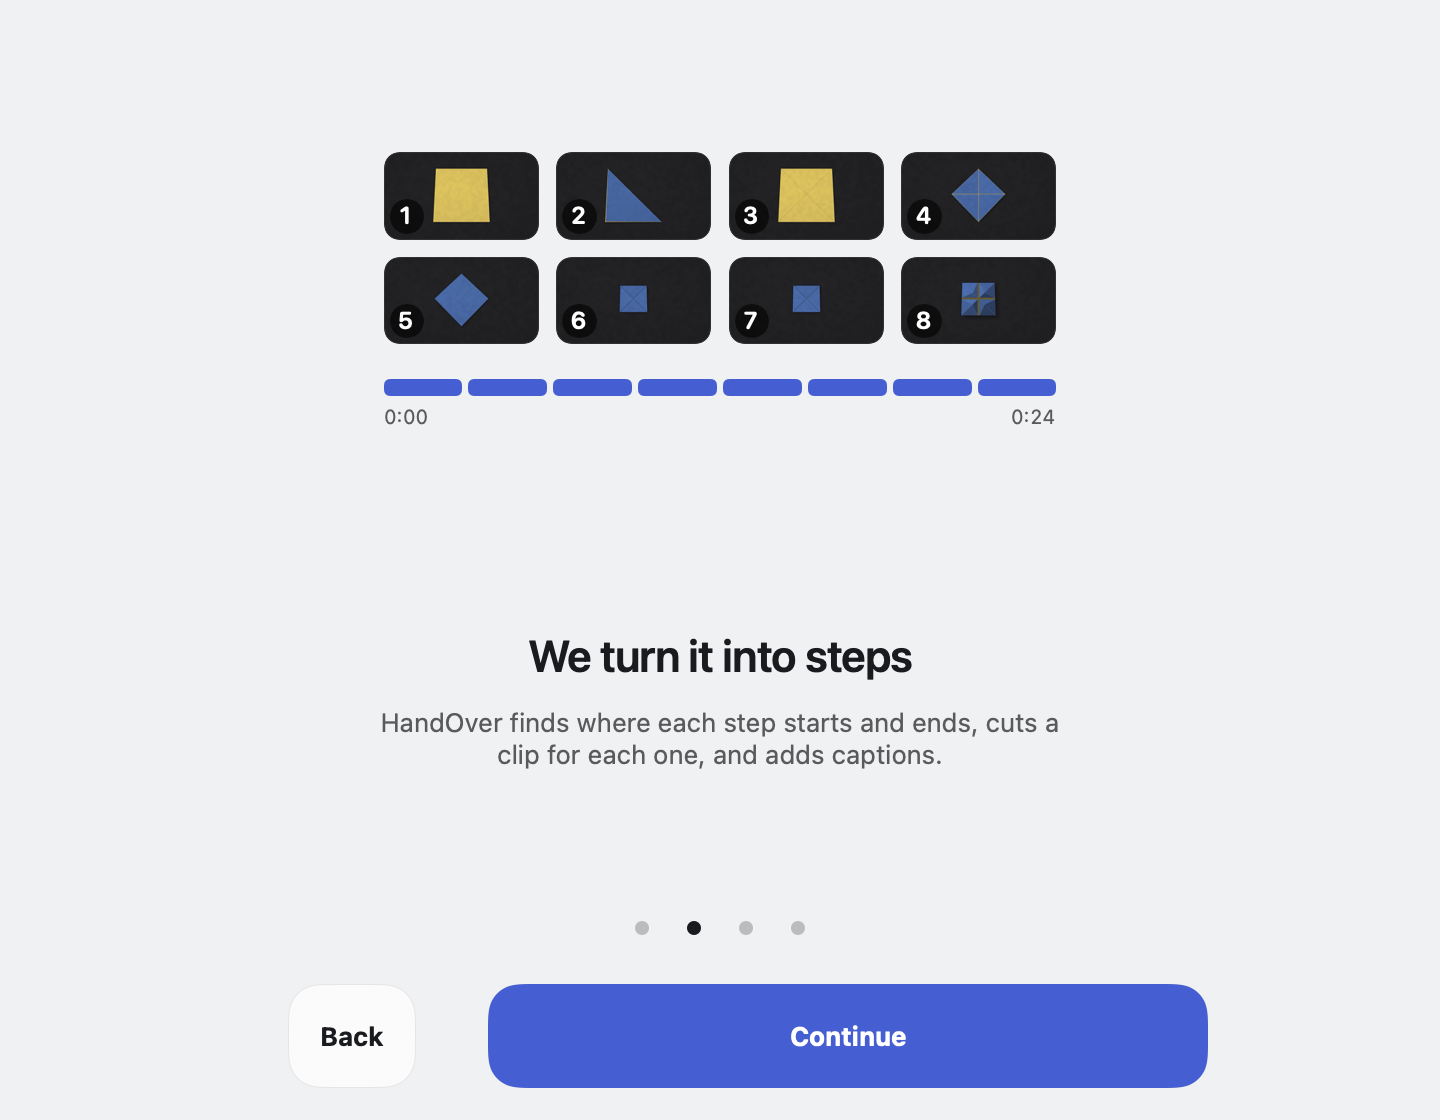 1
2
3
4
5
6
7
8
0:00
0:24
We turn it into steps
HandOver finds where each step starts and ends, cuts a
clip for each one, and adds captions.
Back
Continue